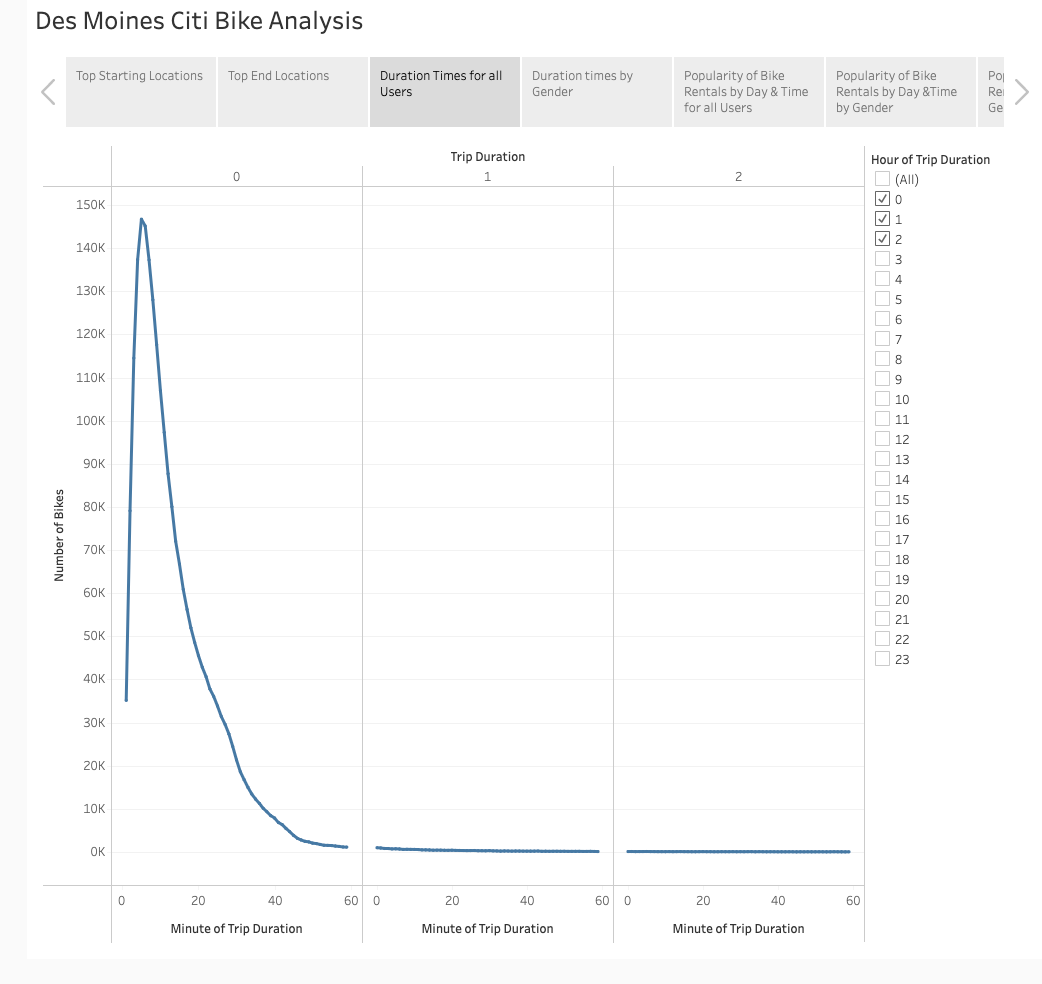 Des Moines Citi Bike Analysis
Top Starting Locations
Top End Locations
Duration Times for all
Users
Duration times by
Gender
Popularity of Bike
Rentals by Day & Time
for all Users
Popularity of Bike
Rentals by Day &Time
by Gender
Trip Duration
0
1
2
Number of Bikes
150K
140K
130K
120K
110K
100K
90K
80K
70K
60K
50K
40K
30K
20K
10K
0K
0 20 40 60
0 20 40 60
0 20 40 60
Minute of Trip Duration
Minute of Trip Duration
Minute of Trip Duration
Hour of Trip Duration
(All)
0
1
2
3
4
5
6
7
8
9
10
11
12
13
14
15
16
17
18
19
20
21
22
23